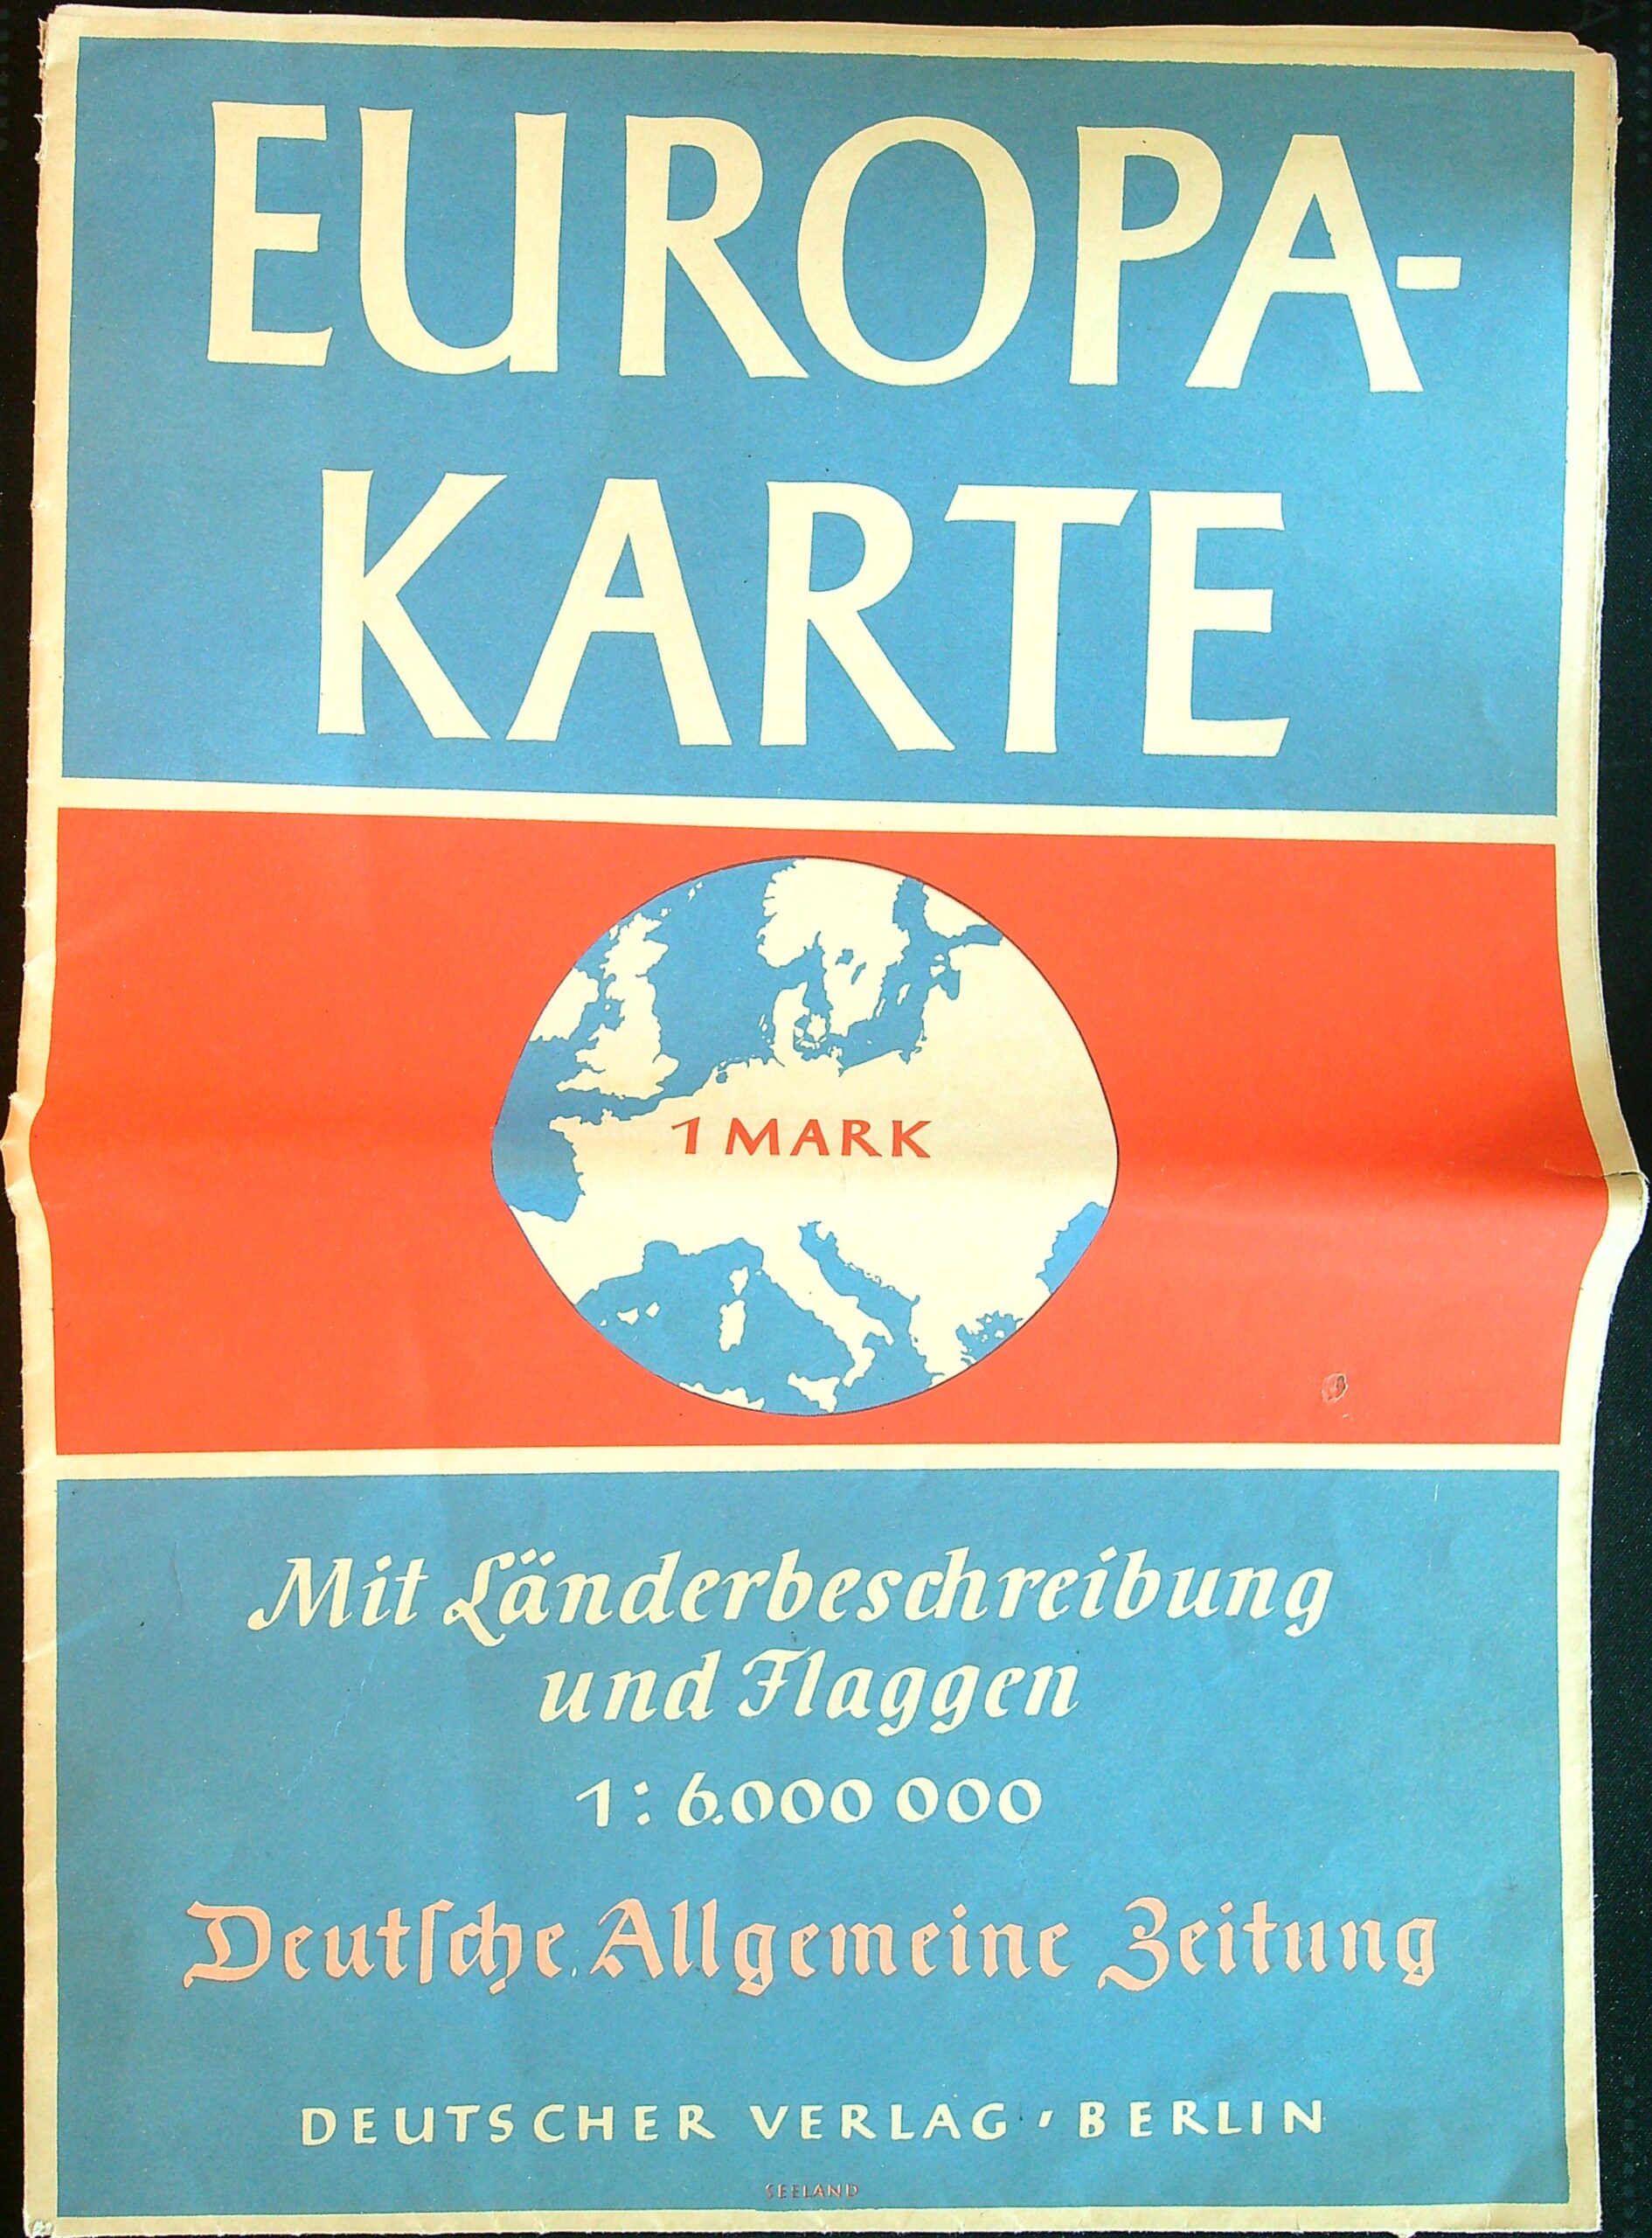 EUROPA-
KARTE
1 MARK
Mit Länderbeschreibung
und Flaggen
1:6.000 000
Deutſche Allgemeine Zeitung
DEUTSCHER VERLAG ' BERLIN
SEELAND